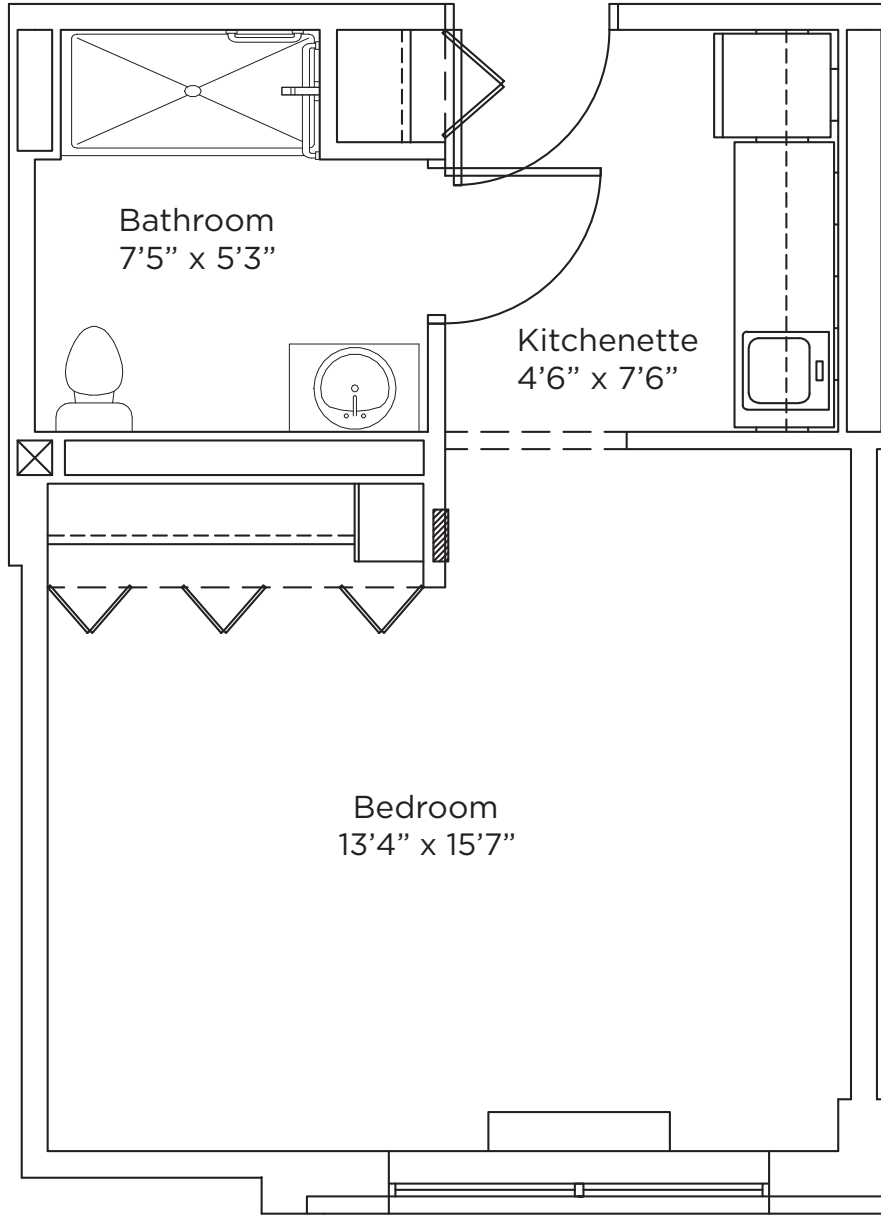 Bathroom
7’5” x 5’3”
Kitchenette
4’6” x 7’6”
Bedroom
13’4” x 15’7”